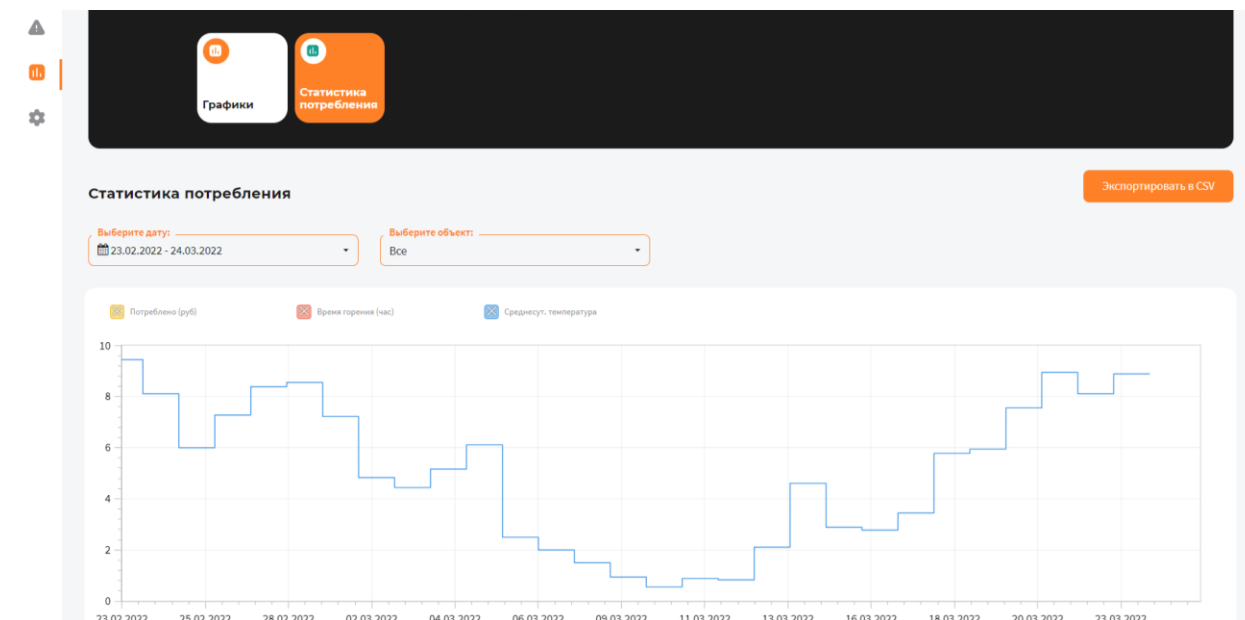 Графики
Статистика
потребления
Статистика потребления
Экспортировать в CSV
Выберите дату:
23.02.2022 - 24.03.2022
Выберите объект:
Все
Потреблено (руб)
Время горения (час)
Среднесут. температура
10
8
6
4
2
0
23.02.2022 25.02.2022 28.02.2022 02.03.2022 04.03.2022 06.03.2022 09.03.2022 11.03.2022 13.03.2022 16.03.2022 18.03.2022 20.03.2022 23.03.2022